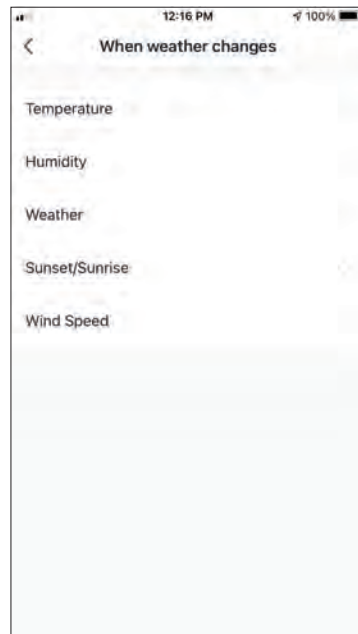 12:16 PM
100%
When weather changes
Temperature
Humidity
Weather
Sunset/Sunrise
Wind Speed